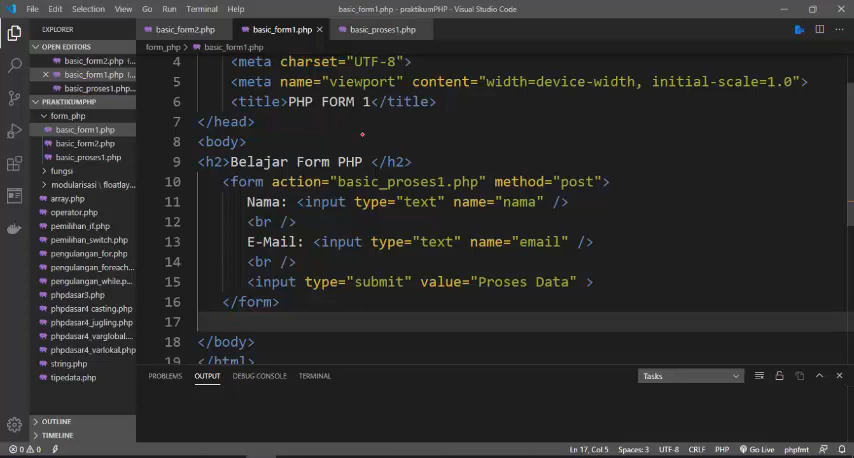 File Edit Selection View Go Run Terminal Help
basic_form1.php - praktikumPHP - Visual Studio Code
EXPLORER
basic_form2.php basic_form1.php basic_proses1.php
OPEN EDITORS
basic_form2.php
basic_form1.php
basic_proses1.php...
PRAKTIKUMPHP
form_php
basic_form1.php
basic_form2.php
basic_proses1.php
fungsi
modularisasi | floatlay...
array.php
operator.php
pemilihan_if.php
pemilihan_switch.php
pengulangan_for.php
pengulangan_foreach...
pengulangan_while.p...
phpdasar3.php
phpdasar4 casting.php
phpdasar4_jugling.php
phpdasar4_varglobal...
phpdasar4_varlokal.php
string.php
tipedata.php
OUTLINE
TIMELINE
form_php > basic_form1.php
4 <meta charset="UTF-8">
5 <meta name="viewport" content="width=device-width, initial-scale=1.0">
6 <title>PHP FORM 1</title>
7 </head>
8 <body>
9 <h2>Belajar Form PHP </h2>
10 <form action="basic_proses1.php" method="post">
11 Nama: <input type="text" name="nama" />
12 <br />
13 E-Mail: <input type="text" name="email" />
14 <br />
15 <input type="submit" value="Proses Data" >
16 </form>
17
18 </body>
19 </html>
PROBLEMS OUTPUT DEBUG CONSOLE TERMINAL
Tasks
0 0
Ln 17, Col 5 Spaces: 3 UTF-8 CRLF PHP Go Live phpfmt